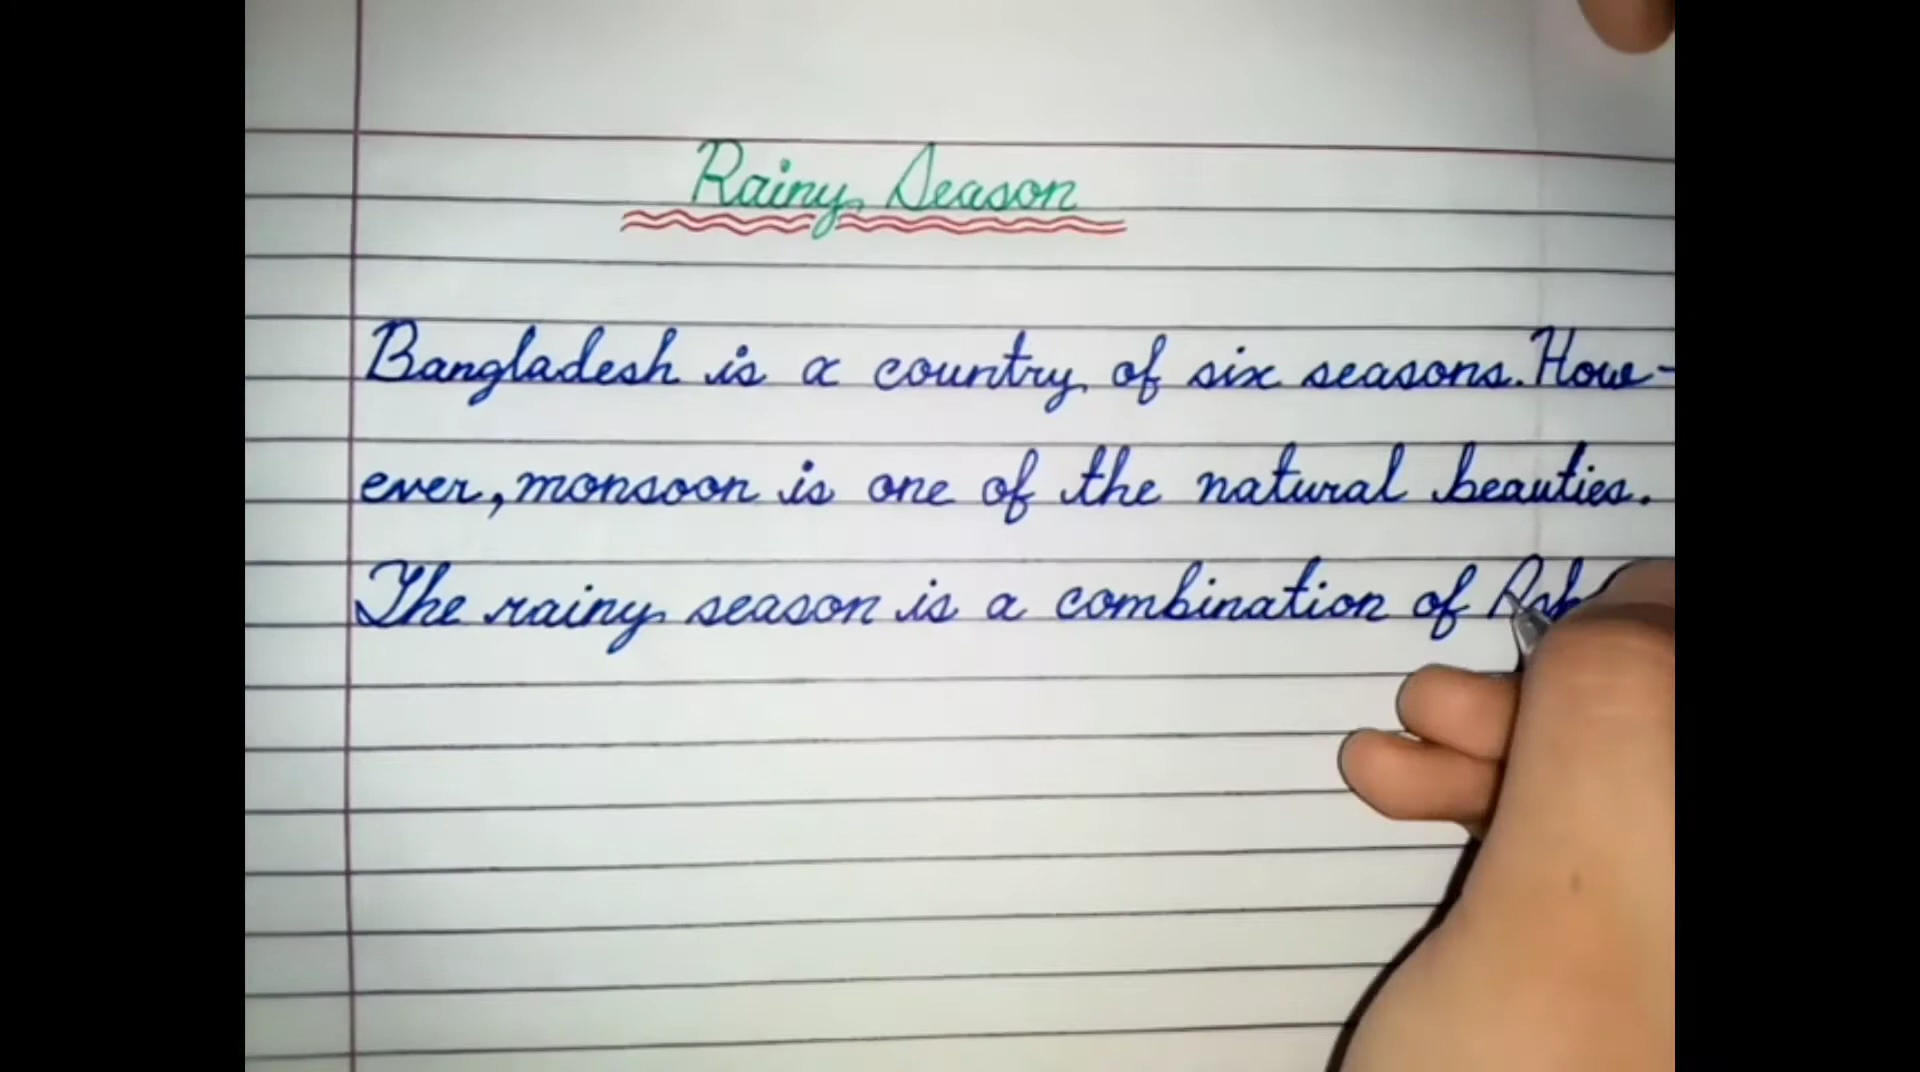 Rainy Season
Bangladesh is a country of six seasons. How-
ever, monsoon is one of the natural beauties.
The rainy season is a combination of